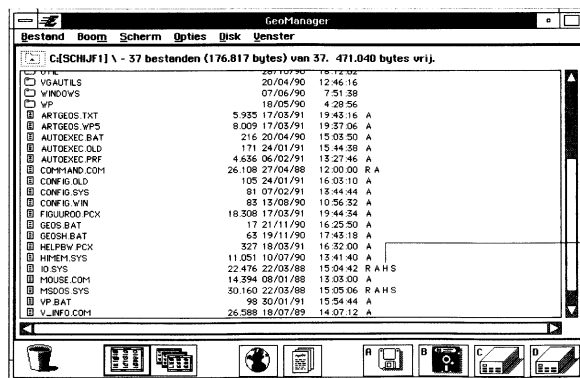 GeoManager
Bestand Boom Scherm Opties Disk Venster
C:[SCHIJF1] \ - 37 bestanden (176.817 bytes) van 37. 471.040 bytes vrij.
UTIL 28/10/90 18:12:02
VGAUTILS 20/04/90 12:46:16
WINDOWS 07/06/90 7:51:38
WP 18/05/90 4:28:56
ARTGEOS.TXT 5.935 17/03/91 19:43:16 A
ARTGEOS.WP5 8.009 17/03/91 19:37:06 A
AUTOEXEC.BAT 216 20/04/90 15:03:50 A
AUTOEXEC.OLD 171 24/01/91 15:44:38 A
AUTOEXEC.PRF 4.636 06/02/91 13:27:46 A
COMMAND.COM 26.108 27/04/88 12:00:00 R A
CONFIG.OLD 105 24/01/91 16:03:10 A
CONFIG.SYS 81 07/02/91 13:44:44 A
CONFIG.WIN 83 13/08/90 10:56:32 A
FIGUUROO.PCX 18.308 17/03/91 19:44:34 A
GEOS.BAT 17 21/11/90 16:25:50 A
GEOSH.BAT 63 19/11/90 17:43:18 A
HELPBW.PCX 327 18/03/91 16:32:00 A
HIMEM.SYS 11.051 10/07/90 13:41:40 A
IO.SYS 22.476 22/03/88 15:04:42 R A H S
MOUSE.COM 14.394 08/01/88 13:03:00 A
MSDOS.SYS 30.160 22/03/88 15:05:06 R A H S
VP.BAT 98 30/01/91 15:54:44 A
V_INFO.COM 26.588 18/07/89 14:07:12 A
A B C D